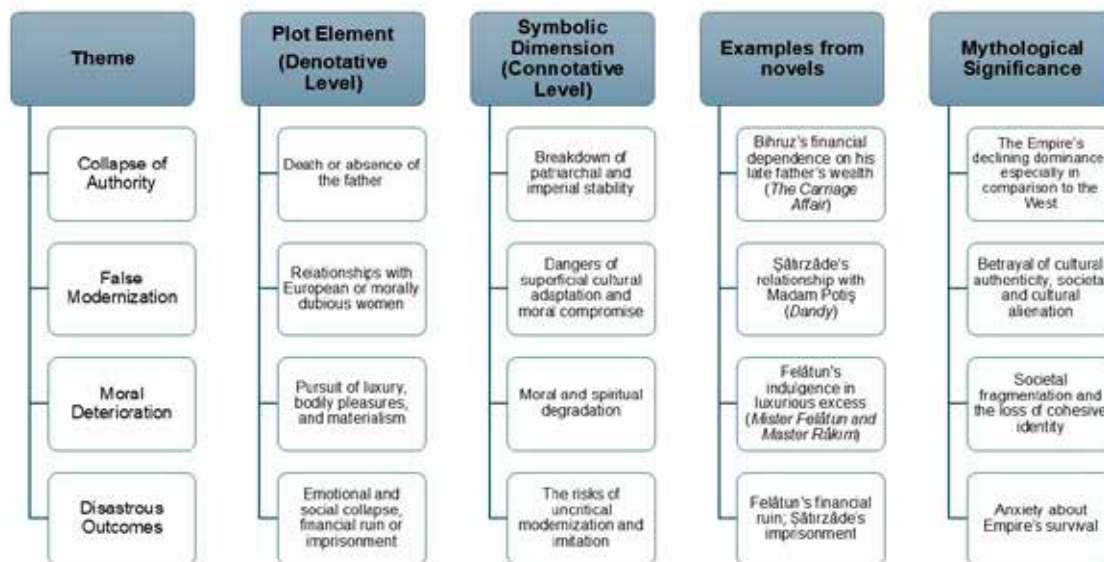 Theme
Collapse of
Authority
False
Modernization
Moral
Deterioration
Disastrous
Outcomes
Plot Element
(Denotative
Level)
Death or absence of
the father
Relationships with
European or morally
dubious women
Pursuit of luxury,
bodily pleasures,
and materialism
Emotional and
social collapse,
financial ruin or
imprisonment
Symbolic
Dimension
(Connotative
Level)
Breakdown of
patriarchal and
imperial stablity
Dangers of
superficial cultural
adaptation and
moral compromise
Moral and spiritual
degradation
The risks of
uncritical
modernization and
imitation
Examples from
novels
Bihruz's financial
dependence on his
late father's wealth
(The Carriage
Affair)
Şâtırzâde's
relationship with
Madam Potiş
(Dandy)
Felâtun's
indulgence in
luxurious excess
(Mister Felâtun and
Master Râkım)
Felâtun's financial
ruin; Şâtırzâde's
imprisonment
Mythological
Significance
The Empire's
declining dominance
especially in
comparison to the
West
Betrayal of cultural
authenticity, societa
and cultural
alienation
Societal
fragmentation and
the loss of cohesive
identity
Anxiety about
Empire's survival